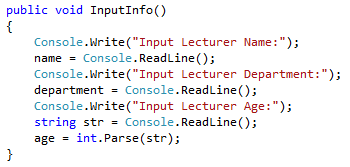 public void InputInfo()
{
    Console.Write("Input Lecturer Name:");
    name = Console.ReadLine();
    Console.Write("Input Lecturer Department:");
    department = Console.ReadLine();
    Console.Write("Input Lecturer Age:");
    string str = Console.ReadLine();
    age = int.Parse(str);
}